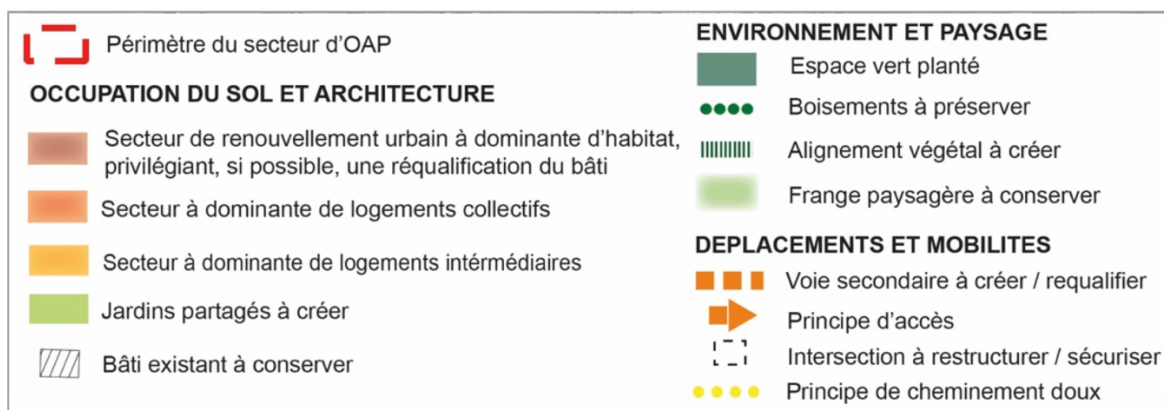 Périmètre du secteur d'OAP
OCCUPATION DU SOL ET ARCHITECTURE
Secteur de renouvellement urbain à dominante d'habitat,
privilégiant, si possible, une réqualification du bâti
Secteur à dominante de logements collectifs
Secteur à dominante de logements intérmédiaires
Jardins partagés à créer
Bâti existant à conserver
ENVIRONNEMENT ET PAYSAGE
Espace vert planté
Boisements à préserver
Alignement végétal à créer
Frange paysagère à conserver
DEPLACEMENTS ET MOBILITES
Voie secondaire à créer / requalifier
Principe d'accès
Intersection à restructurer / sécuriser
Principe de cheminement doux